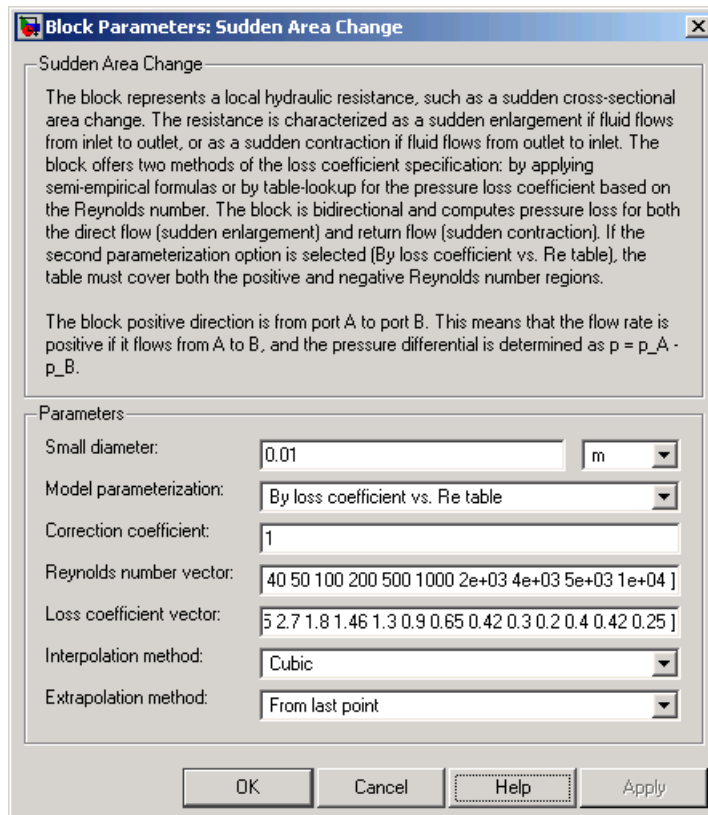 Block Parameters: Sudden Area Change
Sudden Area Change
The block represents a local hydraulic resistance, such as a sudden cross-sectional
area change. The resistance is characterized as a sudden enlargement if fluid flows
from inlet to outlet, or as a sudden contraction if fluid flows from outlet to inlet. The
block offers two methods of the loss coefficient specification: by applying
semi-empirical formulas or by table-lookup for the pressure loss coefficient based on
the Reynolds number. The block is bidirectional and computes pressure loss for both
the direct flow (sudden enlargement) and return flow (sudden contraction). If the
second parameterization option is selected (By loss coefficient vs. Re table), the
table must cover both the positive and negative Reynolds number regions.
The block positive direction is from port A to port B. This means that the flow rate is
positive if it flows from A to B, and the pressure differential is determined as p = p_A -
p_B.
Parameters
Small diameter: 0.01 m
Model parameterization: By loss coefficient vs. Re table
Correction coefficient: 1
Reynolds number vector: 40 50 100 200 500 1000 2e+03 4e+03 5e+03 1e+04 ]
Loss coefficient vector: 5 2.7 1.8 1.46 1.3 0.9 0.65 0.42 0.3 0.2 0.4 0.42 0.25 ]
Interpolation method: Cubic
Extrapolation method: From last point
OK Cancel Help Apply